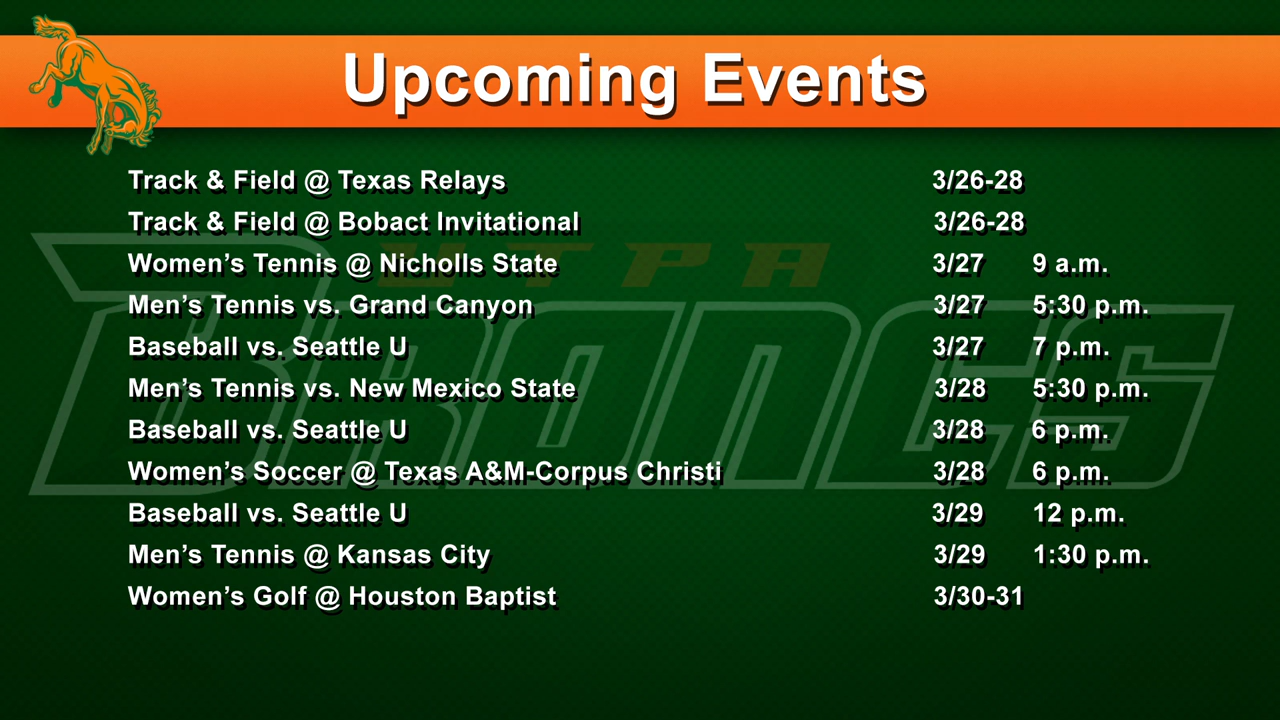 Upcoming Events
Track & Field @ Texas Relays 3/26-28
Track & Field @ Bobact Invitational 3/26-28
Women’s Tennis @ Nicholls State 3/27 9 a.m.
Men’s Tennis vs. Grand Canyon 3/27 5:30 p.m.
Baseball vs. Seattle U 3/27 7 p.m.
Men’s Tennis vs. New Mexico State 3/28 5:30 p.m.
Baseball vs. Seattle U 3/28 6 p.m.
Women’s Soccer @ Texas A&M-Corpus Christi 3/28 6 p.m.
Baseball vs. Seattle U 3/29 12 p.m.
Men’s Tennis @ Kansas City 3/29 1:30 p.m.
Women’s Golf @ Houston Baptist 3/30-31
UTPA
BRONCS